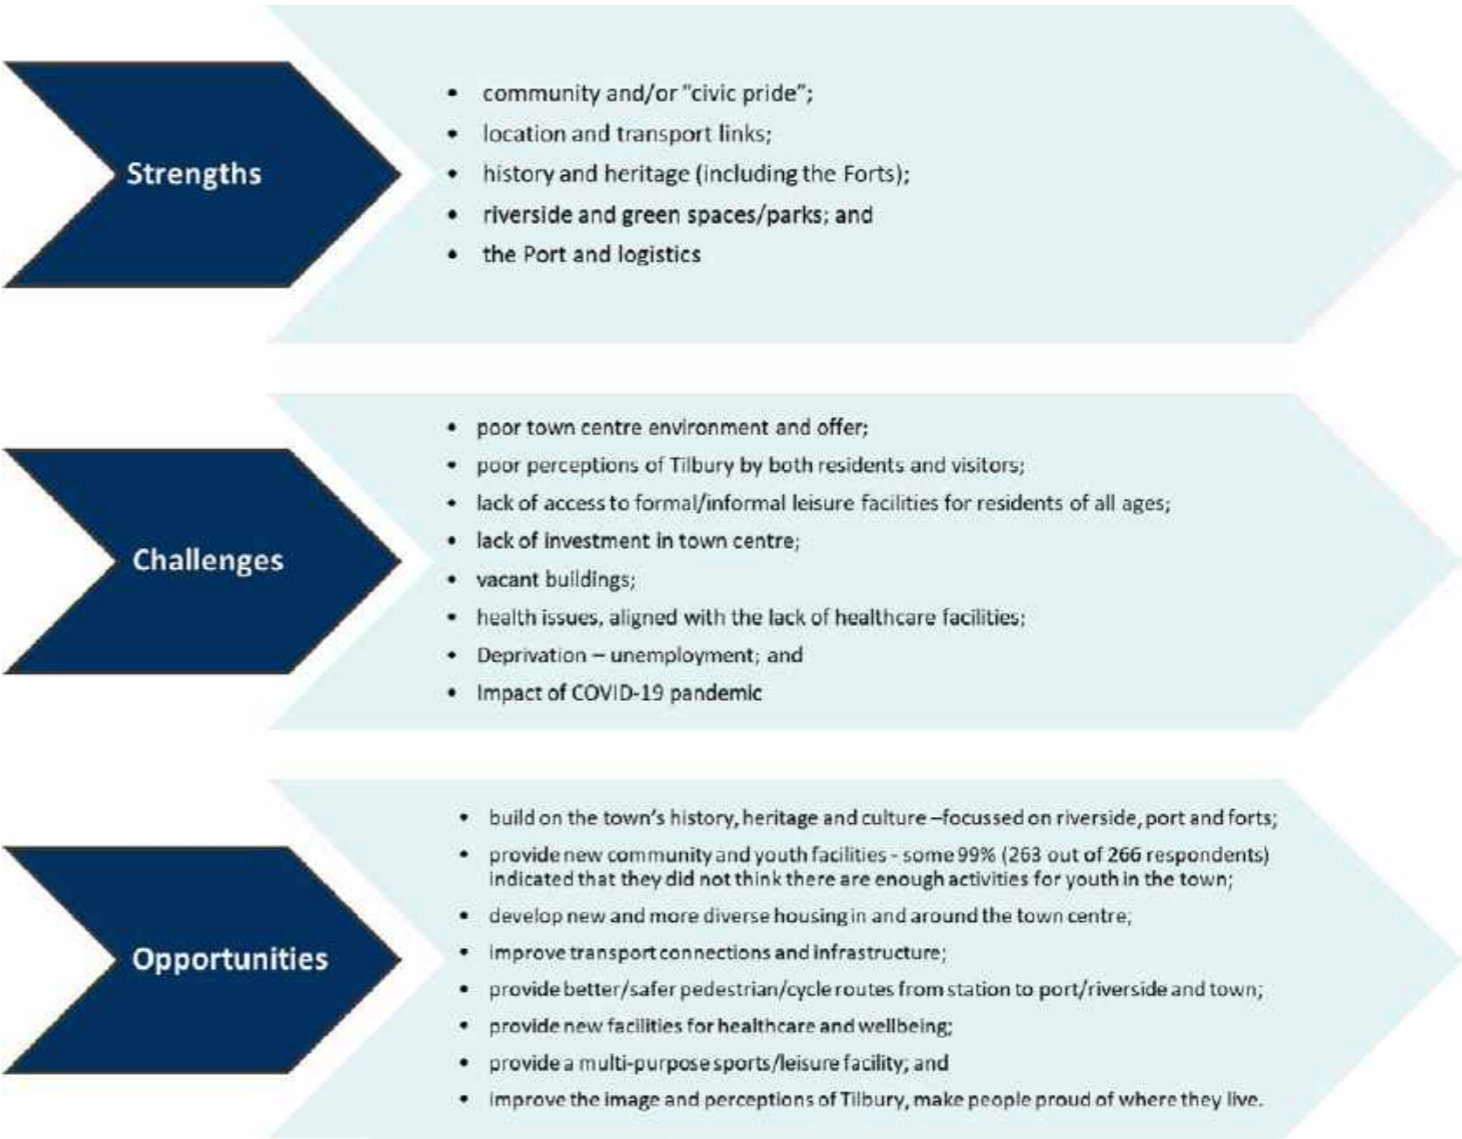 Strengths
• community and/or "civic pride";
• location and transport links;
• history and heritage (including the Forts);
• riverside and green spaces/parks; and
• the Port and logistics
Challenges
• poor town centre environment and offer;
• poor perceptions of Tilbury by both residents and visitors;
• lack of access to formal/informal leisure facilities for residents of all ages;
• lack of investment in town centre;
• vacant buildings;
• health issues, aligned with the lack of healthcare facilities;
• Deprivation – unemployment; and
• Impact of COVID-19 pandemic
Opportunities
• build on the town's history, heritage and culture –focussed on riverside, port and forts;
• provide new community and youth facilities - some 99% (263 out of 266 respondents)
indicated that they did not think there are enough activities for youth in the town;
• develop new and more diverse housing in and around the town centre;
• improve transport connections and infrastructure;
• provide better/safer pedestrian/cycle routes from station to port/riverside and town;
• provide new facilities for healthcare and wellbeing;
• provide a multi-purpose sports/leisure facility; and
• improve the image and perceptions of Tilbury, make people proud of where they live.